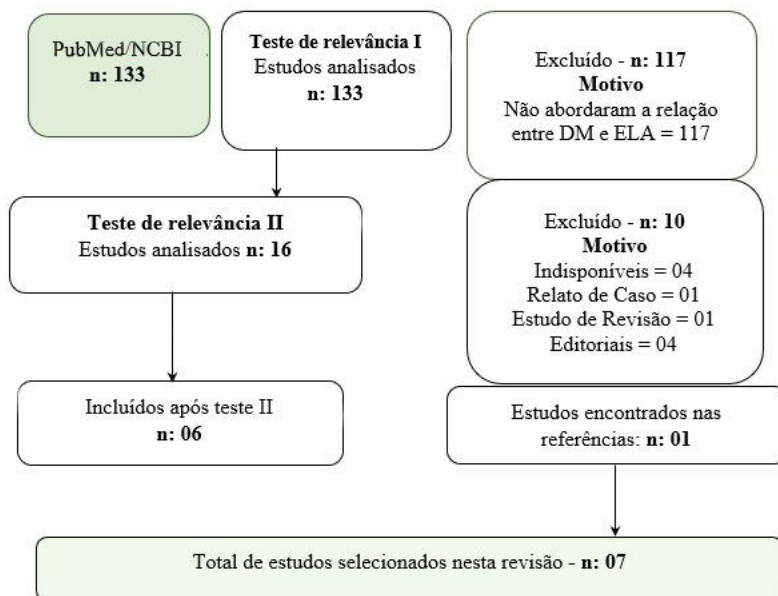 PubMed/NCBI
n: 133
Teste de relevância I
Estudos analisados
n: 133
Excluído - n: 117
Motivo
Não abordaram a relação
entre DM e ELA = 117
Teste de relevância II
Estudos analisados n: 16
Excluído - n: 10
Motivo
Indisponíveis = 04
Relato de Caso = 01
Estudo de Revisão = 01
Editoriais = 04
Incluídos após teste II
n: 06
Estudos encontrados nas
referências: n: 01
Total de estudos selecionados nesta revisão - n: 07